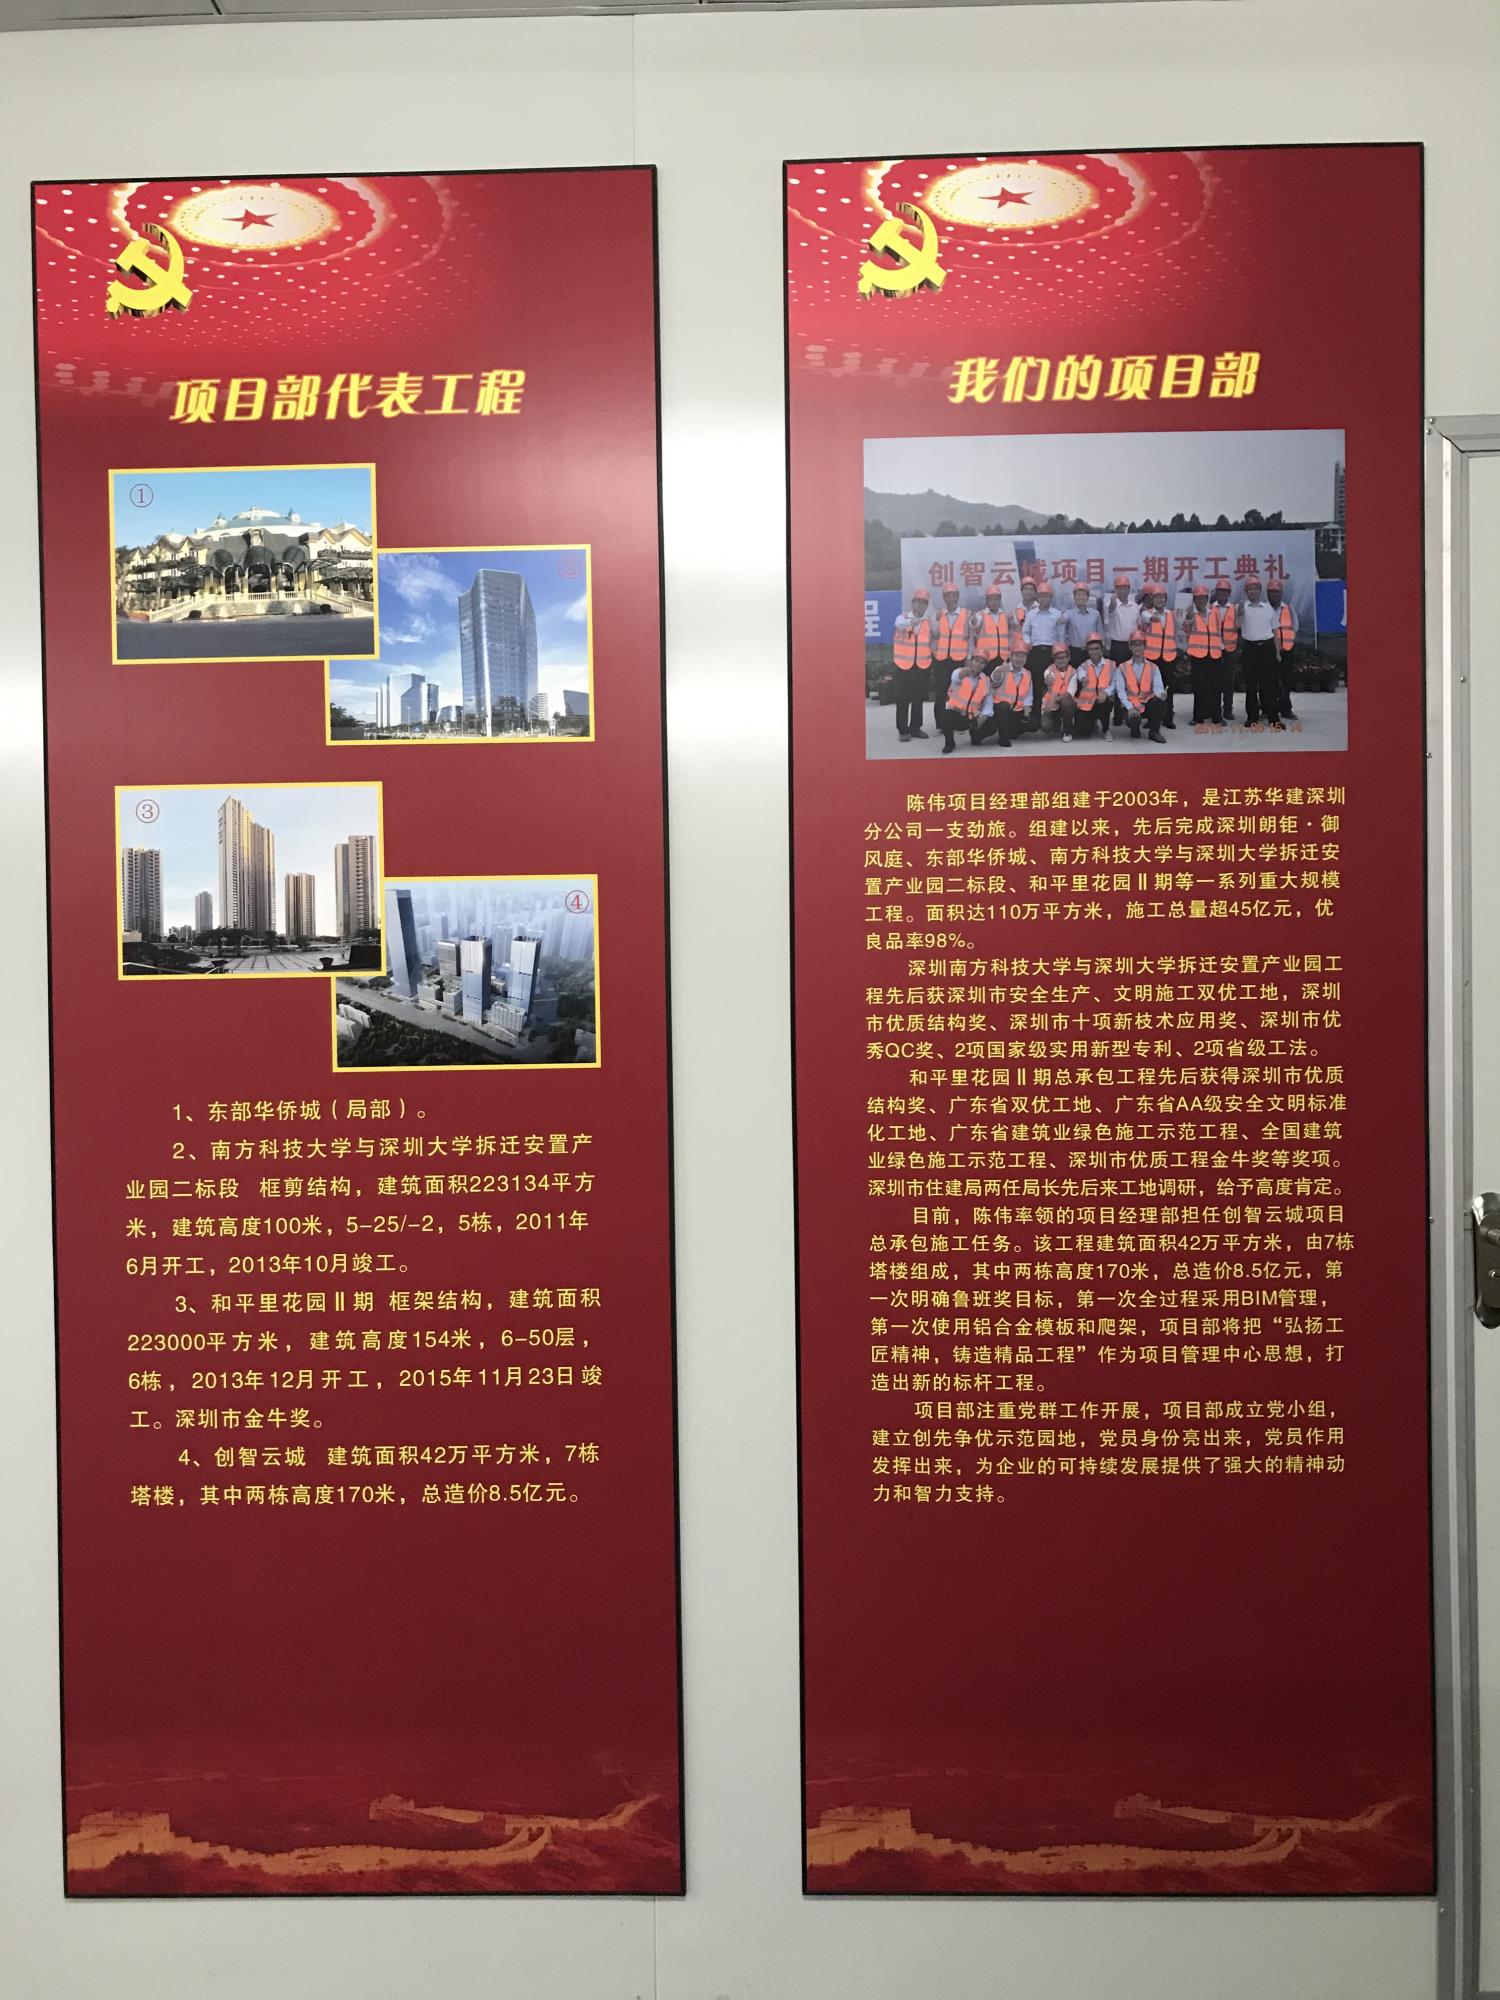 项目部代表工程
①
②
③
④
1、东部华侨城（局部）。
2、南方科技大学与深圳大学拆迁安置产
业园二标段 框剪结构，建筑面积223134平方
米，建筑高度100米，5-25/-2，5栋，2011年
6月开工，2013年10月竣工。
3、和平里花园Ⅱ期 框架结构，建筑面积
223000平方米，建筑高度154米，6-50层，
6栋，2013年12月开工，2015年11月23日竣
工。深圳市金牛奖。
4、创智云城 建筑面积42万平方米，7栋
塔楼，其中两栋高度170米，总造价8.5亿元。
我们的项目部
创智云城项目一期开工典礼
程
陈伟项目经理部组建于2003年，是江苏华建深圳
分公司一支劲旅。组建以来，先后完成深圳朗钜·御
风庭、东部华侨城、南方科技大学与深圳大学拆迁安
置产业园二标段、和平里花园Ⅱ期等一系列重大规模
工程。面积达110万平方米，施工总量超45亿元，优
良品率98%。
深圳南方科技大学与深圳大学拆迁安置产业园工
程先后获深圳市安全生产、文明施工双优工地，深圳
市优质结构奖、深圳市十项新枝术应用奖、深圳市优
秀QC奖、2项国家级实用新型专利、2项省级工法。
和平里花园Ⅱ期总承包工程先后获得深圳市优质
结构奖、广东省双优工地、广东省AA级安全文明标准
化工地、广东省建筑业绿色施工示范工程、全国建筑
业绿色施工示范工程、深圳市优质工程金牛奖等奖项。
深圳市住建局两任局长先后来工地调研，给予高度肯定。
目前，陈伟率领的项目经理部担任创智云城项目
总承包施工任务。该工程建筑面积42万平方米，由7栋
塔楼组成，其中两栋高度170米，总造价8.5亿元，第
一次明确鲁班奖目标，第一次全过程采用BIM管理，
第一次使用铝合金模板和爬架，项目部将把“弘扬工
匠精神，铸造精品工程”作为项目管理中心思想，打
造出新的标杆工程。
项目部注重党群工作开展，项目部成立党小组，
建立创先争优示范园地，党员身份亮出来，党员作用
发挥出来，为企业的可持续发展提供了强大的精神动
力和智力支持。